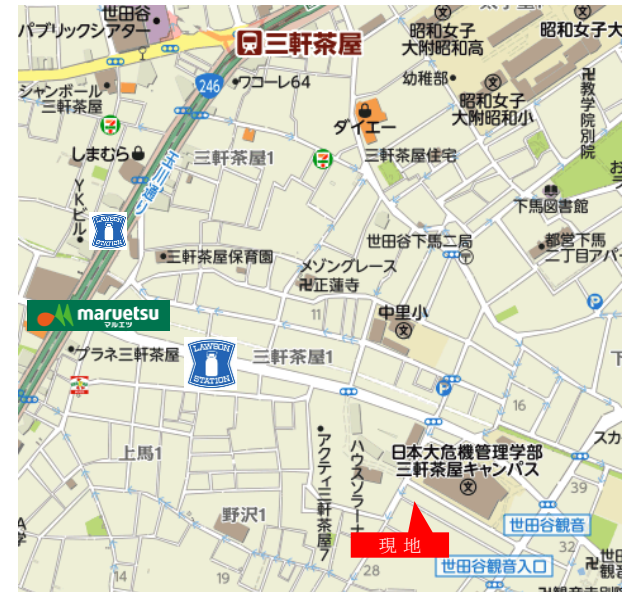 世田谷
パブリックシアター
三軒茶屋
昭和女子
大附昭和高
昭和女子大
246
ワコーレ64
幼稚部
昭和女子
大附昭和小
卍教学院別院
シャンボール
三軒茶屋
ダイエー
しまむら
三軒茶屋1
三軒茶屋住宅
玉川通り
YKビル
下馬図書館
LAWSON
STATION
世田谷下馬二局
都営下馬
二丁目アパー
三軒茶屋保育園
メゾングレース
卍正蓮寺
maruetsu
マルエツ
11
中里小
プラネ三軒茶屋
LAWSON
STATION
三軒茶屋1
16
上馬1
アクティ三軒茶屋7
ハウスソラーナ
日本大危機管理学部
三軒茶屋キャンパス
スカ
39
野沢1
現地
世田谷観音
32
世田谷観音入口
14
19
28